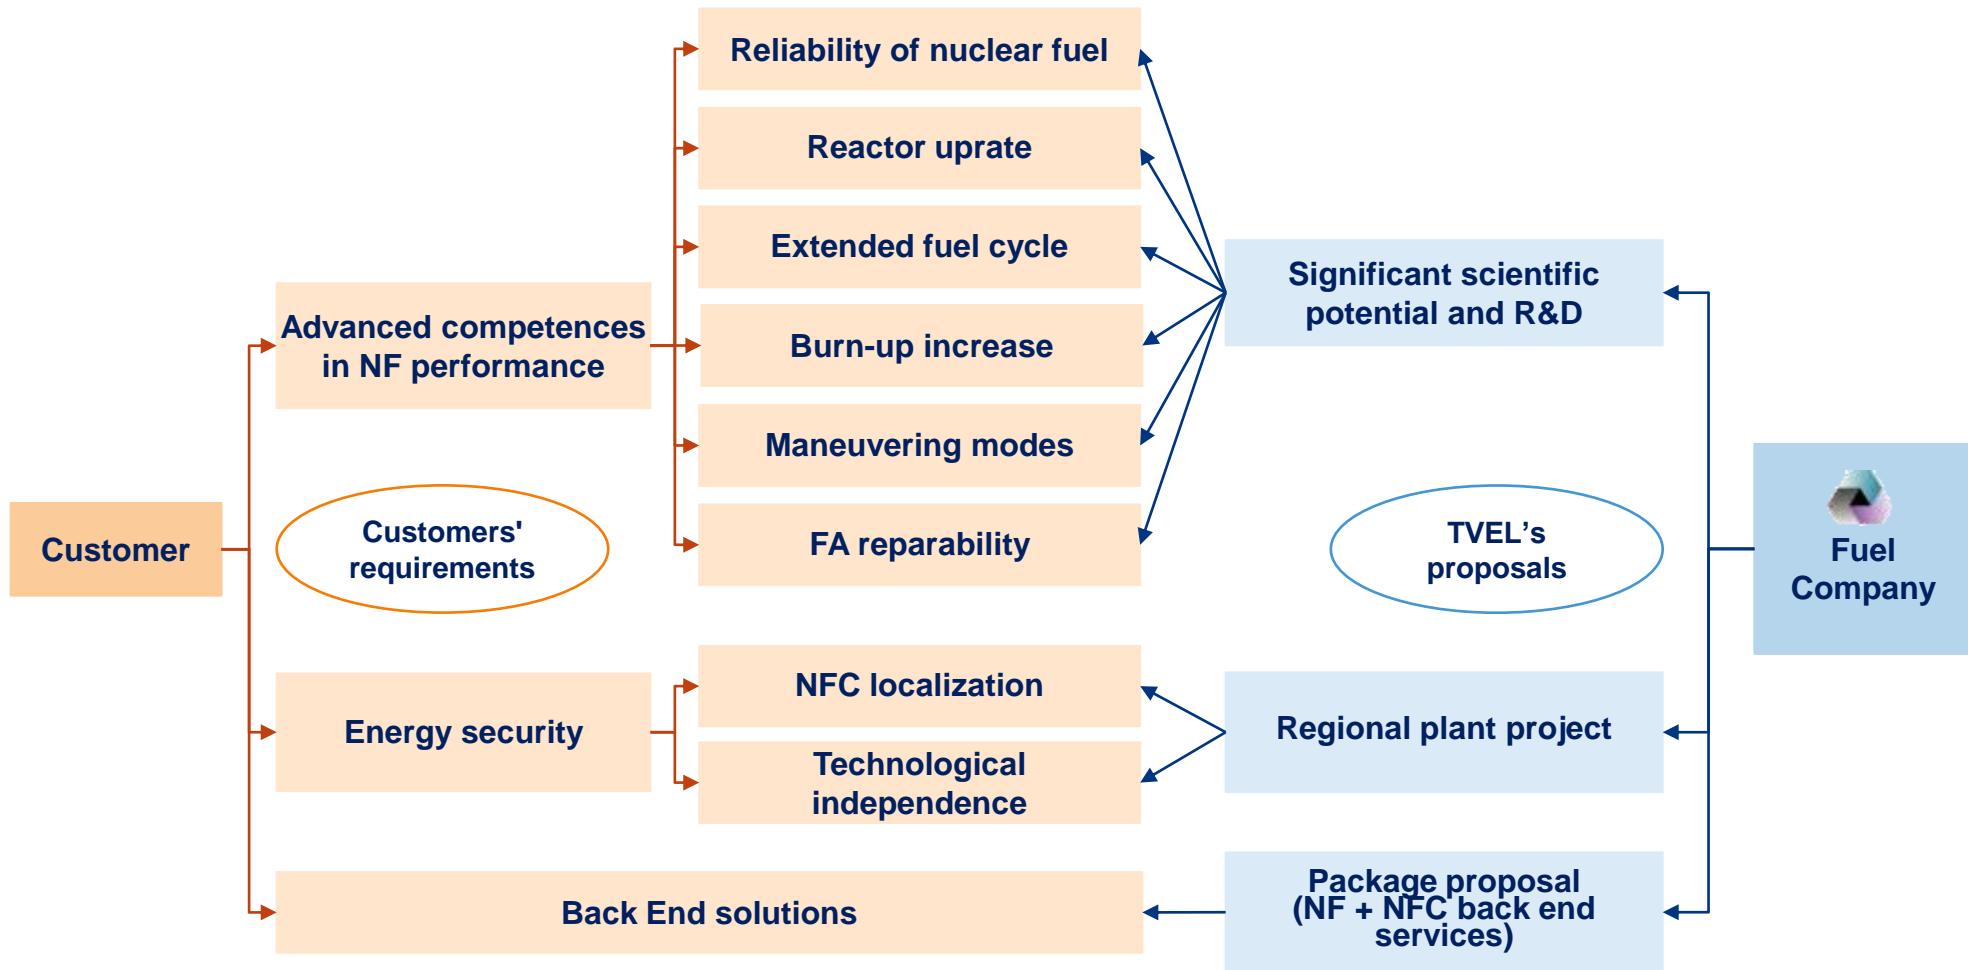 Reliability of nuclear fuel
Reactor uprate
Extended fuel cycle
Significant scientific
potential and R&D
Advanced competences
in NF performance
Burn-up increase
Maneuvering modes
Customer
Customers'
requirements
FA reparability
TVEL’s
proposals
Fuel
Company
Energy security
NFC localization
Technological
independence
Regional plant project
Back End solutions
Package proposal
(NF + NFC back end
services)